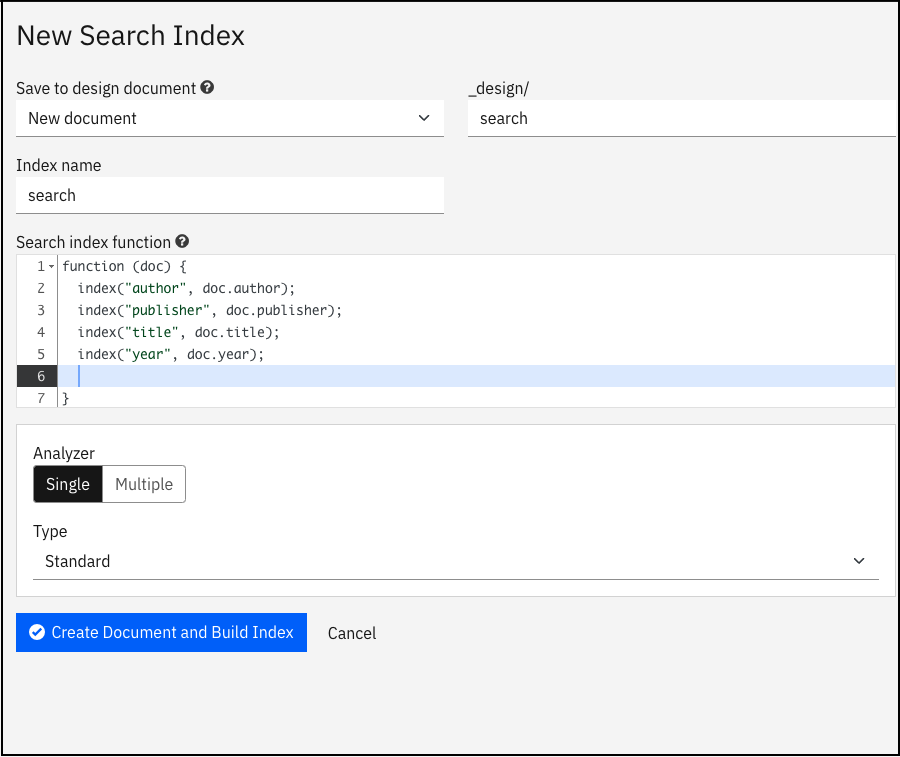 New Search Index
Save to design document ?
_design/
New document
search
Index name
search
Search index function ?
1 function (doc) {
2 index("author", doc.author);
3 index("publisher", doc.publisher);
4 index("title", doc.title);
5 index("year", doc.year);
6
7 }
Analyzer
Single Multiple
Type
Standard
Create Document and Build Index Cancel